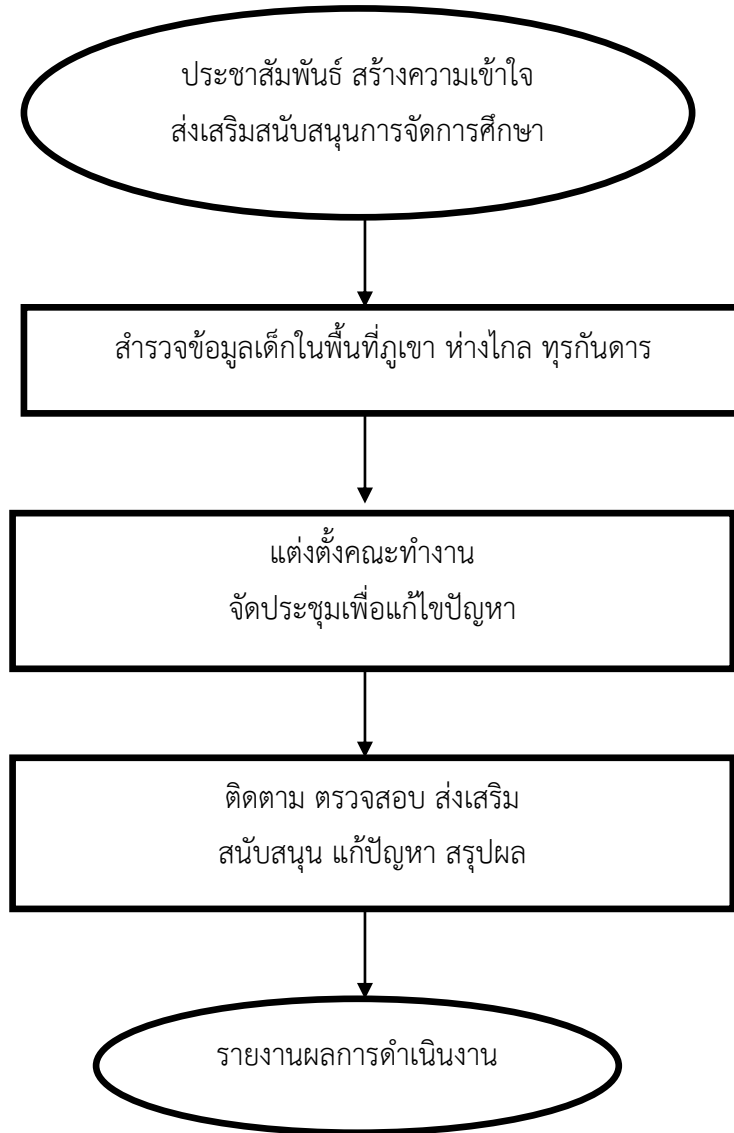 ประชาสัมพันธ์ สร้างความเข้าใจ
ส่งเสริมสนับสนุนการจัดการศึกษา
สำรวจข้อมูลเด็กในพื้นที่ภูเขา ห่างไกล ทุรกันดาร
แต่งตั้งคณะทำงาน
จัดประชุมเพื่อแก้ไขปัญหา
ติดตาม ตรวจสอบ ส่งเสริม
สนับสนุน แก้ปัญหา สรุปผล
รายงานผลการดำเนินงาน